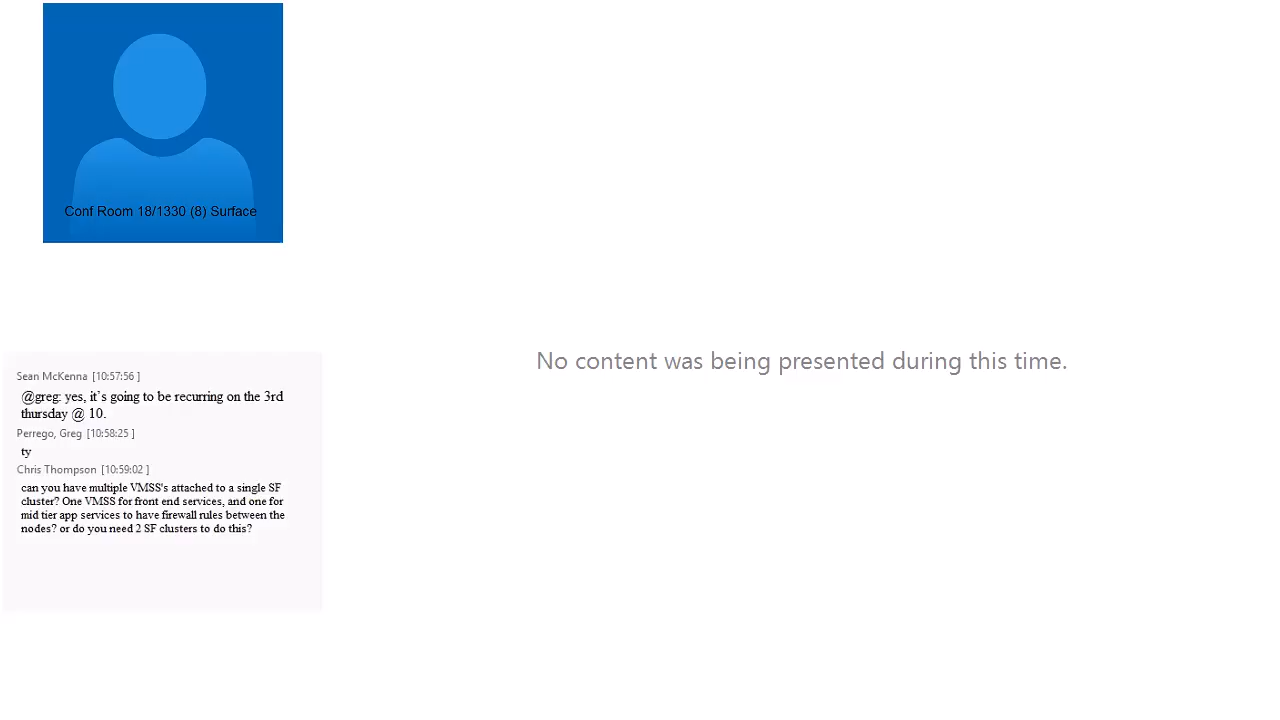 Conf Room 18/1330 (8) Surface
No content was being presented during this time.
Sean McKenna [10:57:56 ]
@greg: yes, it's going to be recurring on the 3rd
thursday @ 10.
Perrego, Greg [10:58:25 ]
ty
Chris Thompson [10:59:02 ]
can you have multiple VMSS's attached to a single SF
cluster? One VMSS for front end services, and one for
mid tier app services to have firewall rules between the
nodes? or do you need 2 SF clusters to do this?